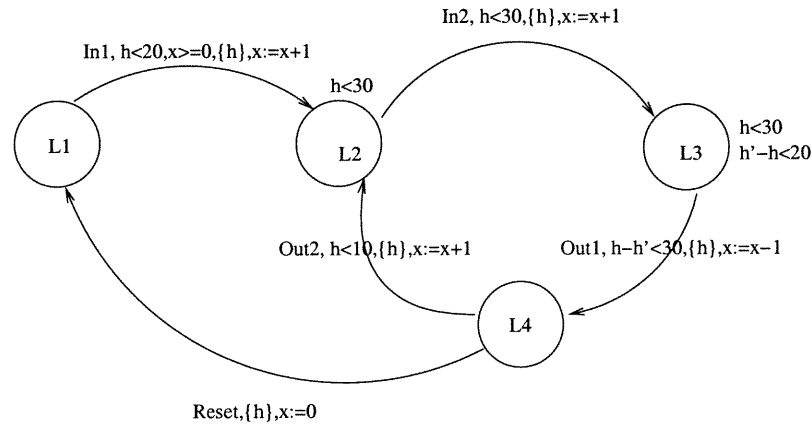 In2, h<30,{h},x:=x+1
In1, h<20,x>=0,{h},x:=x+1
h<30
L1
L2
L3
h<30
h'−h<20
Out2, h<10,{h},x:=x+1
Out1, h−h'<30,{h},x:=x−1
L4
Reset,{h},x:=0